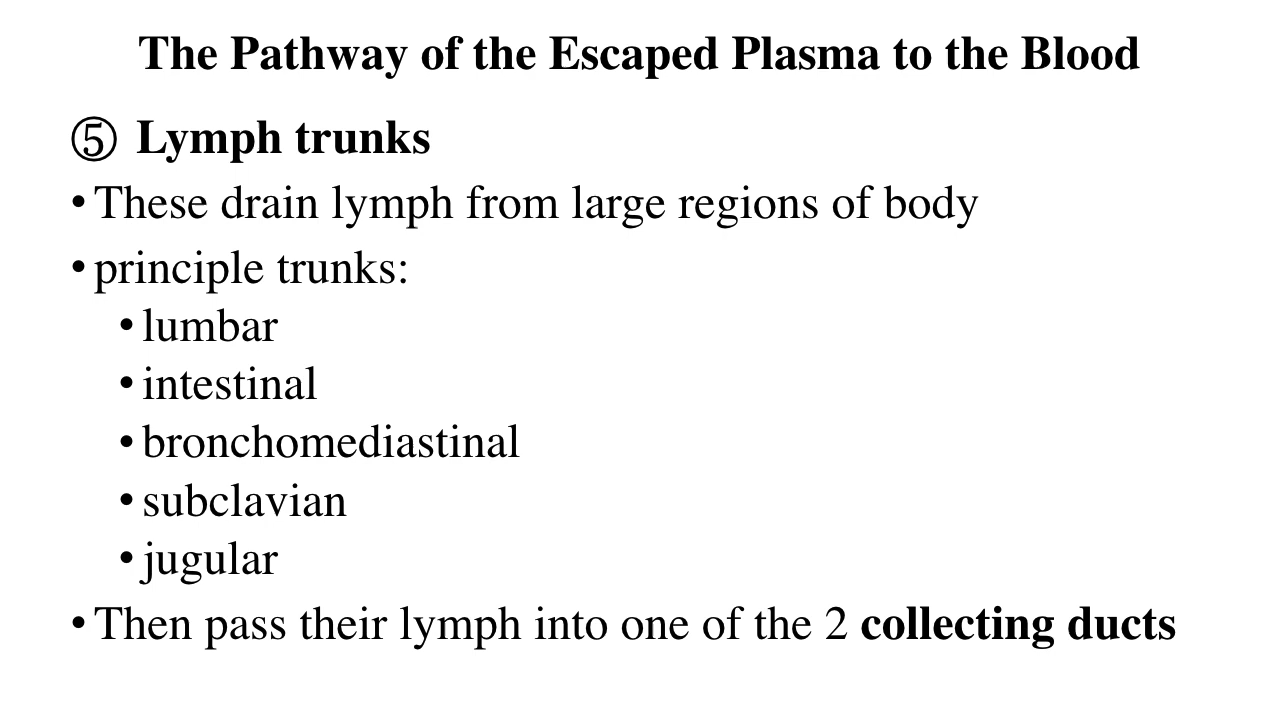 The Pathway of the Escaped Plasma to the Blood
⑤ Lymph trunks
• These drain lymph from large regions of body
• principle trunks:
• lumbar
• intestinal
• bronchomediastinal
• subclavian
• jugular
• Then pass their lymph into one of the 2 collecting ducts